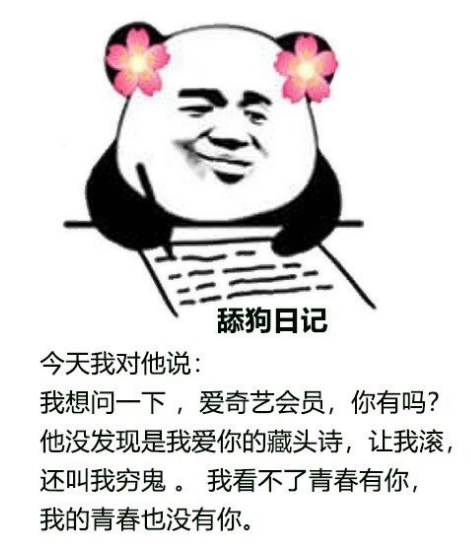 舔狗日记
今天我对他说：
我想问一下 ，爱奇艺会员，你有吗？
他没发现是我爱你的藏头诗，让我滚，
还叫我穷鬼 。 我看不了青春有你，
我的青春也没有你。